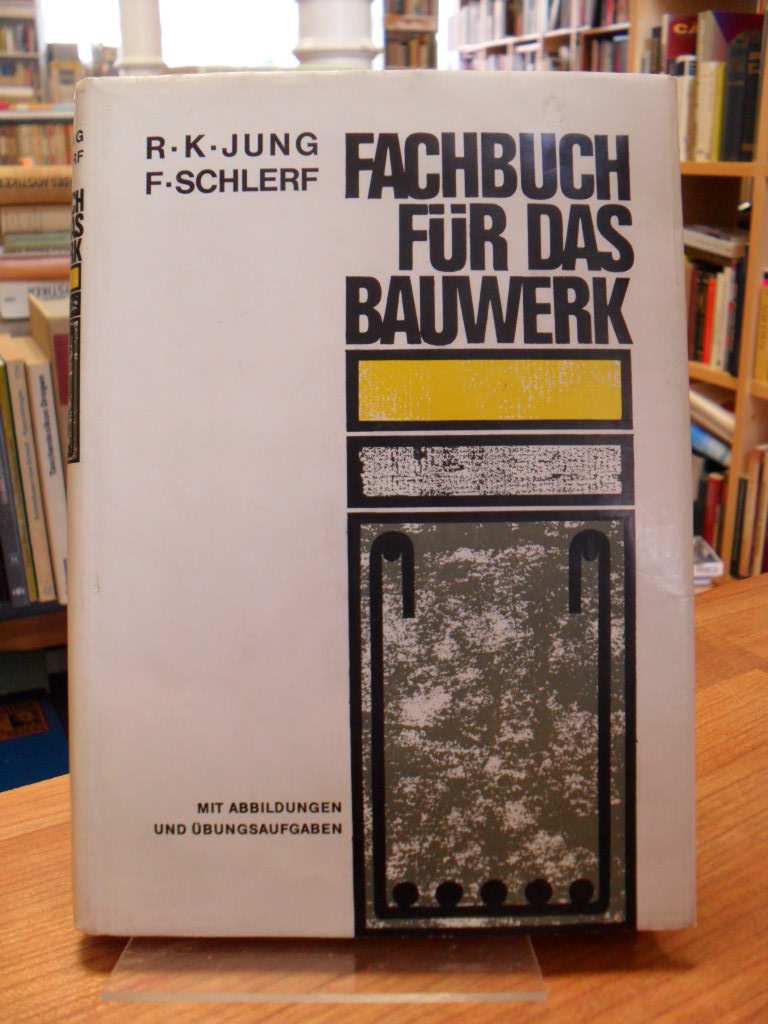 R·K·JUNG
F·SCHLERF
FACHBUCH
FÜR DAS
BAUWERK
MIT ABBILDUNGEN
UND ÜBUNGSAUFGABEN